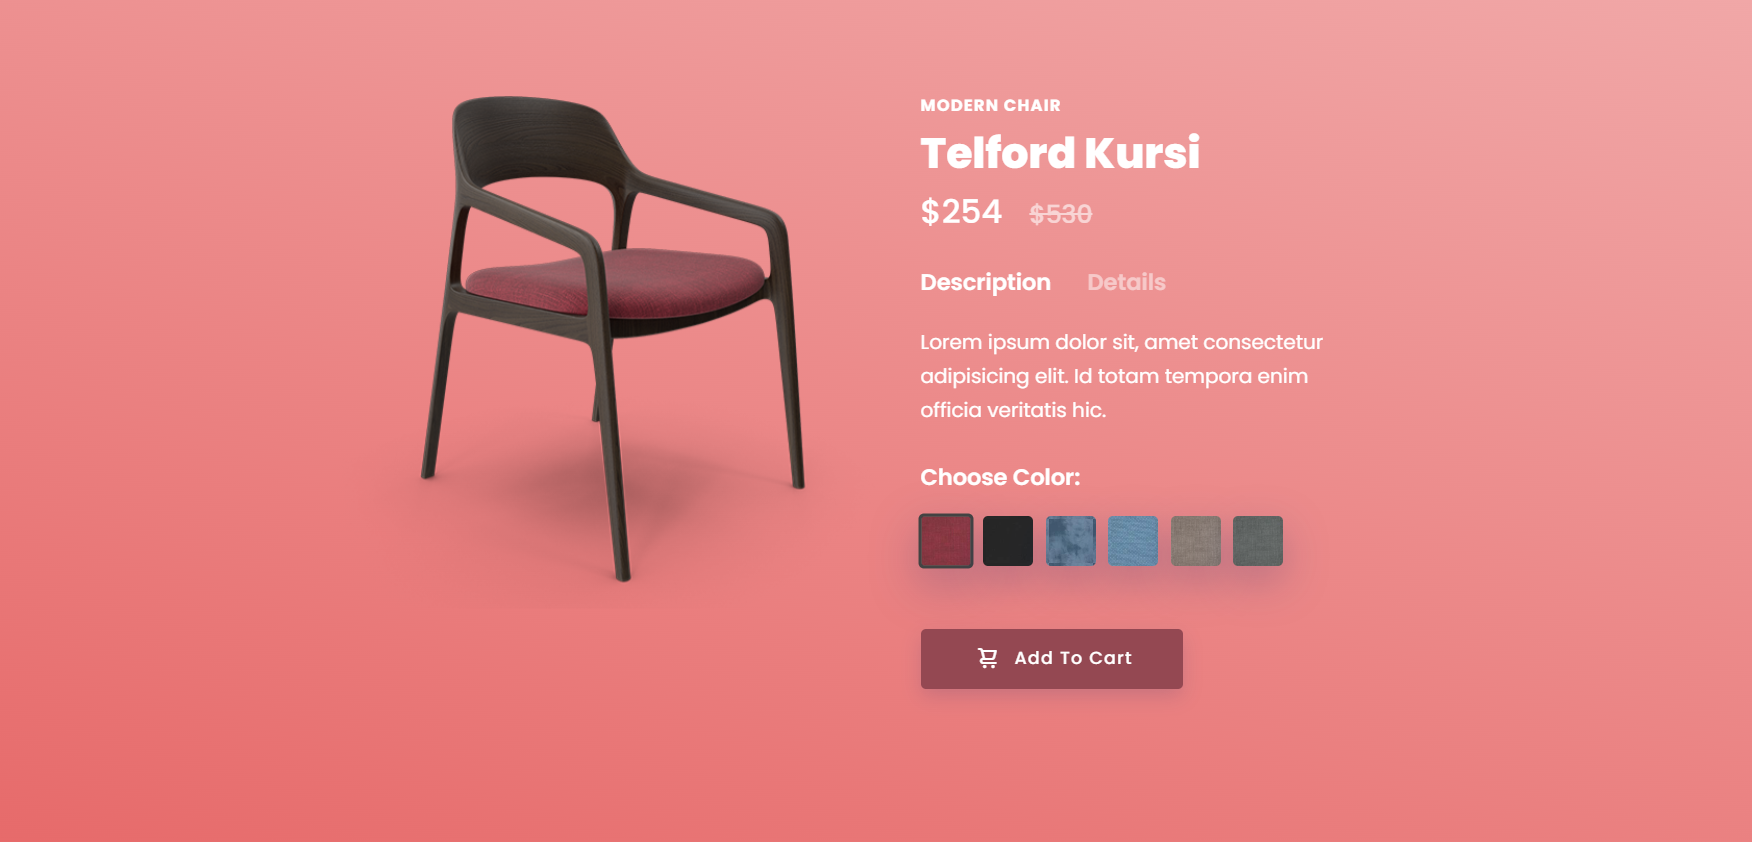 MODERN CHAIR
Telford Kursi
$254 $530
Description Details
Lorem ipsum dolor sit, amet consectetur
adipisicing elit. Id totam tempora enim
officia veritatis hic.
Choose Color:
Add To Cart